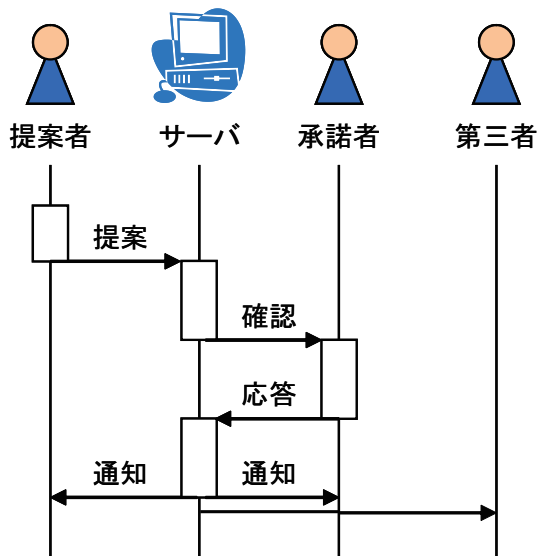 提案者 サーバ 承諾者 第三者
提案
確認
応答
通知 通知